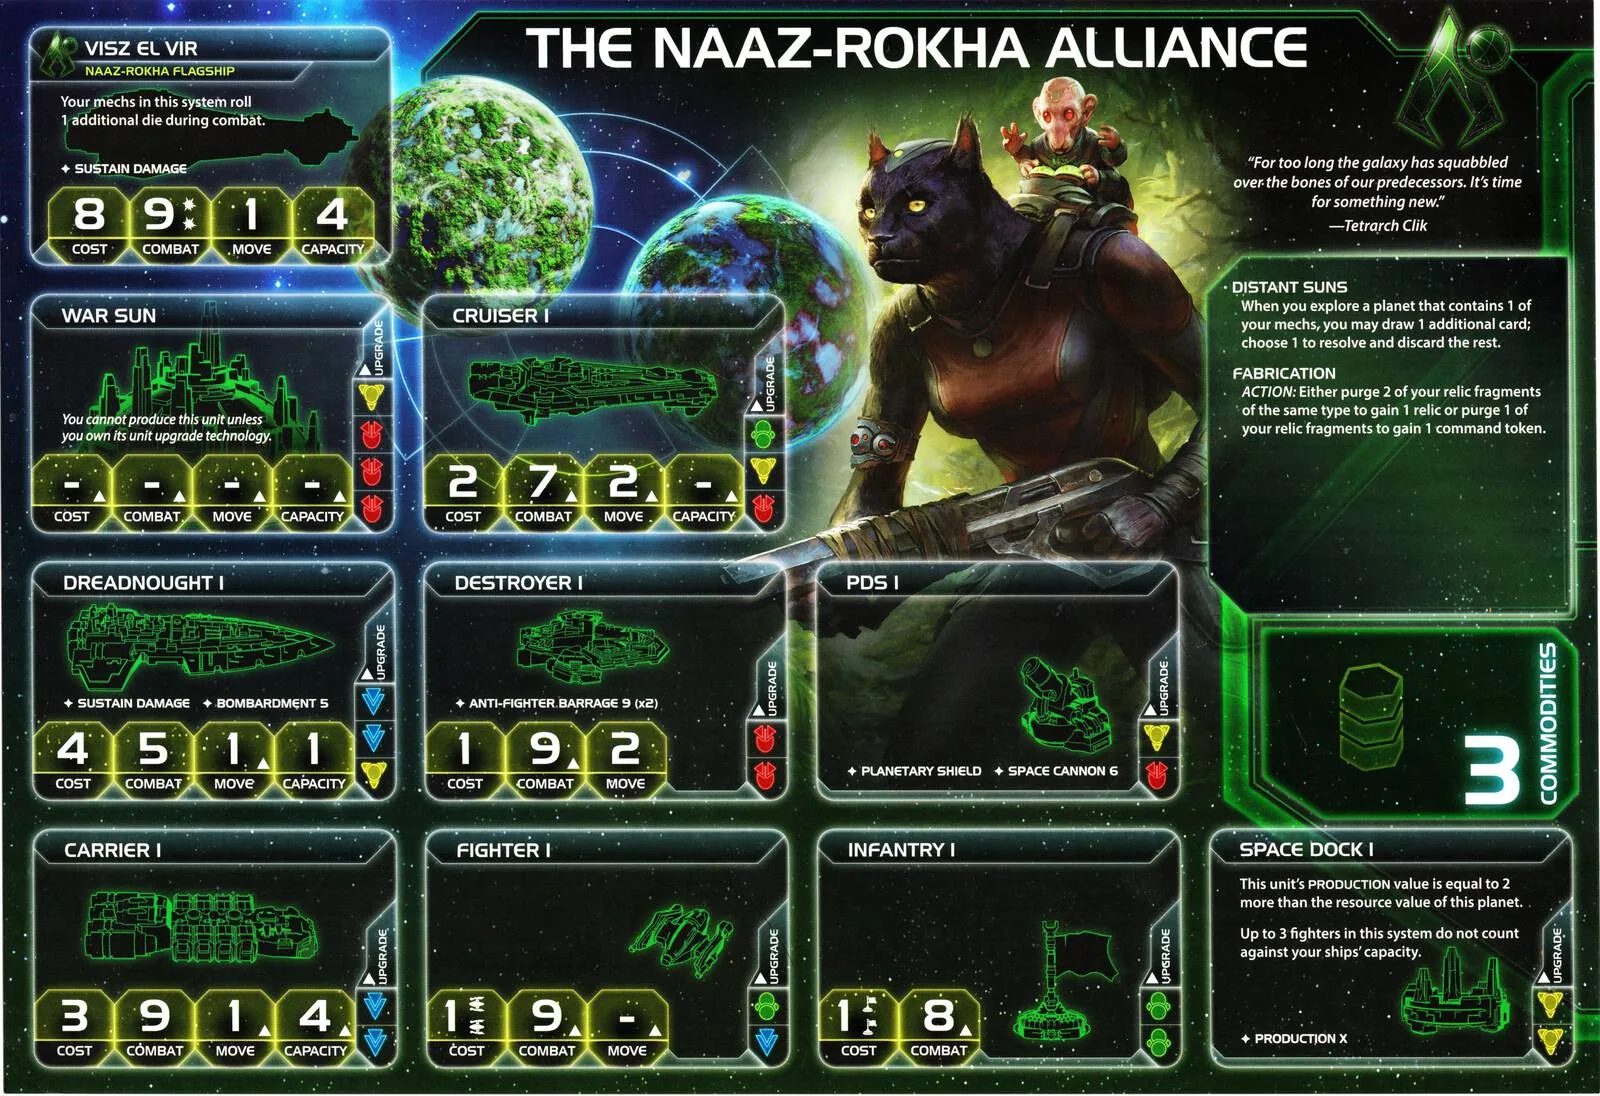 THE NAAZ-ROKHA ALLIANCE
VISZ EL VIR
NAAZ-ROKHA FLAGSHIP
Your mechs in this system roll
1 additional die during combat.
SUSTAIN DAMAGE
8 9 1 4
COST COMBAT MOVE CAPACITY
“For too long the galaxy has squabbled
over the bones of our predecessors. It’s time
for something new.”
—Tetrarch Clik
DISTANT SUNS
When you explore a planet that contains 1 of
your mechs, you may draw 1 additional card;
choose 1 to resolve and discard the rest.
FABRICATION
ACTION: Either purge 2 of your relic fragments
of the same type to gain 1 relic or purge 1 of
your relic fragments to gain 1 command token.
WAR SUN
UPGRADE
You cannot produce this unit unless
you own its unit upgrade technology.
- - - -
COST COMBAT MOVE CAPACITY
CRUISER I
UPGRADE
2 7 2 -
COST COMBAT MOVE CAPACITY
DREADNOUGHT I
UPGRADE
SUSTAIN DAMAGE BOMBARDMENT 5
4 5 1 1
COST COMBAT MOVE CAPACITY
DESTROYER I
UPGRADE
ANTI-FIGHTER BARRAGE 9 (x2)
1 9 2
COST COMBAT MOVE
PDS I
UPGRADE
PLANETARY SHIELD SPACE CANNON 6
3
COMMODITIES
CARRIER I
UPGRADE
3 9 1 4
COST COMBAT MOVE CAPACITY
FIGHTER I
UPGRADE
1 9 -
COST COMBAT MOVE
INFANTRY I
UPGRADE
1 8
COST COMBAT
SPACE DOCK I
This unit’s PRODUCTION value is equal to 2
more than the resource value of this planet.
Up to 3 fighters in this system do not count
against your ships’ capacity.
UPGRADE
PRODUCTION X